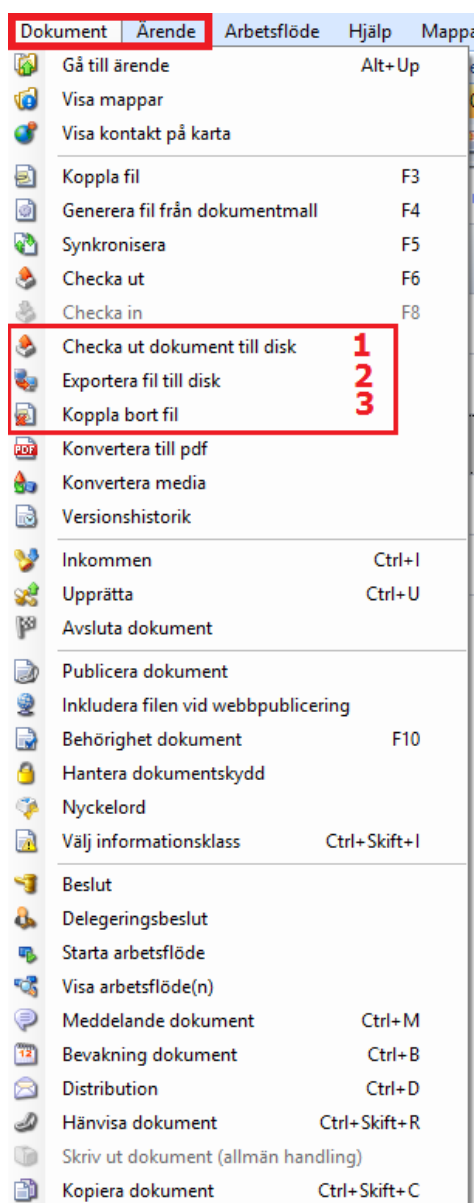 Dokument Ärende Arbetsflöde Hjälp Mappa
Gå till ärende Alt+Up
Visa mappar
Visa kontakt på karta
Koppla fil F3
Generera fil från dokumentmall F4
Synkronisera F5
Checka ut F6
Checka in F8
Checka ut dokument till disk 1
Exportera fil till disk 2
Koppla bort fil 3
Konvertera till pdf
Konvertera media
Versionshistorik
Inkommen Ctrl+I
Upprätta Ctrl+U
Avsluta dokument
Publicera dokument
Inkludera filen vid webbpublicering
Behörighet dokument F10
Hantera dokumentskydd
Nyckelord
Välj informationsklass Ctrl+Skift+I
Beslut
Delegeringsbeslut
Starta arbetsflöde
Visa arbetsflöde(n)
Meddelande dokument Ctrl+M
Bevakning dokument Ctrl+B
Distribution Ctrl+D
Hänvisa dokument Ctrl+Skift+R
Skriv ut dokument (allmän handling)
Kopiera dokument Ctrl+Skift+C